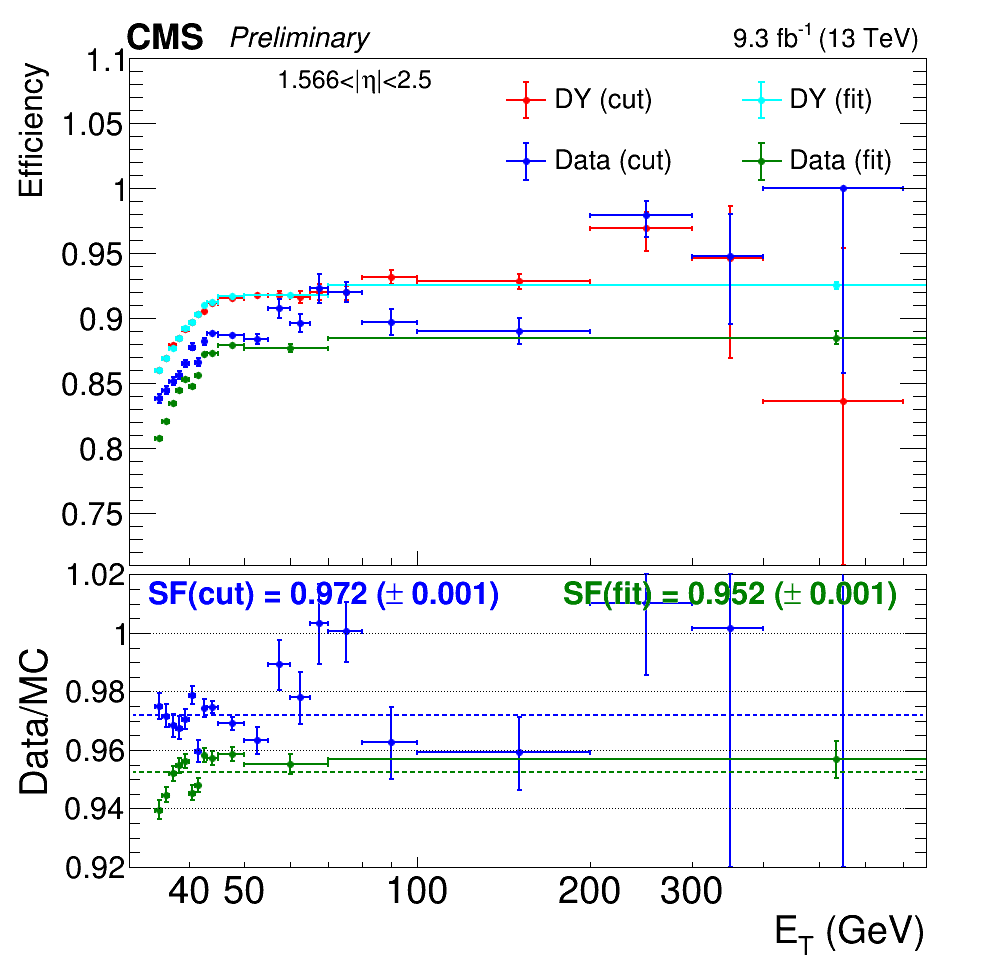 CMS Preliminary 9.3 fb-1 (13 TeV)
1.566<|η|<2.5
DY (cut) DY (fit)
Data (cut) Data (fit)
Efficiency
1.1
1.05
1
0.95
0.9
0.85
0.8
0.75
SF(cut) = 0.972 (± 0.001) SF(fit) = 0.952 (± 0.001)
Data/MC
1.02
1
0.98
0.96
0.94
0.92
40 50 100 200 300
ET (GeV)